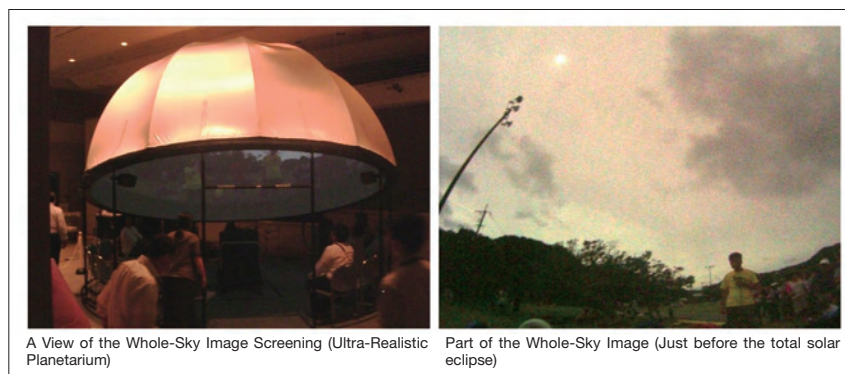 A View of the Whole-Sky Image Screening (Ultra-Realistic
Planetarium)
Part of the Whole-Sky Image (Just before the total solar
eclipse)